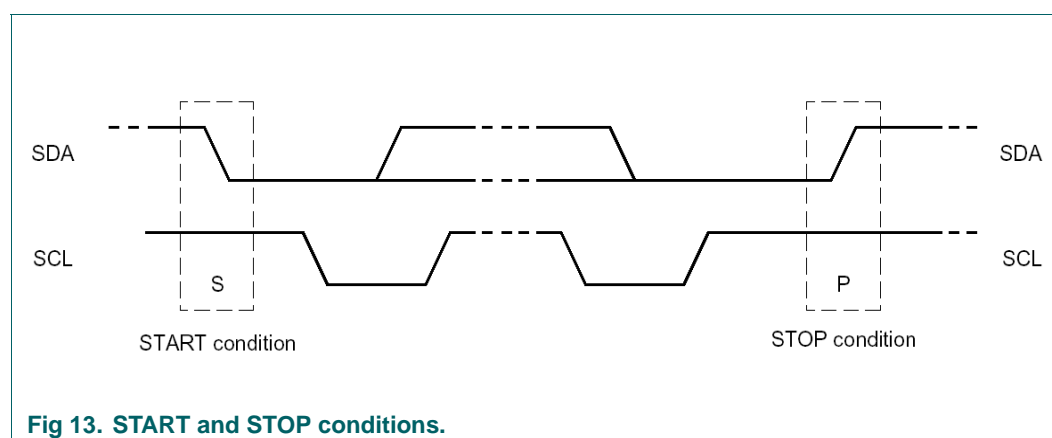 SDA
SDA
SCL
SCL
S
P
START condition
STOP condition
Fig 13. START and STOP conditions.